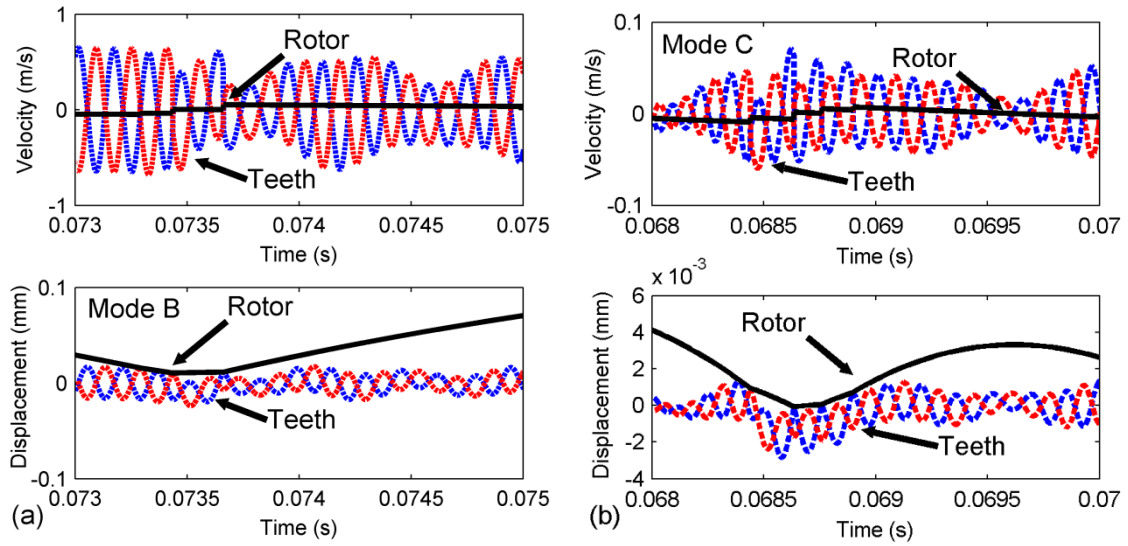 1
0
-1
Velocity (m/s)
Rotor
Teeth
0.073 0.0735 0.074 0.0745 0.075
Time (s)
0.1
0
-0.1
Displacement (mm)
Mode B
Rotor
Teeth
0.073 0.0735 0.074 0.0745 0.075
Time (s)
(a)
0.1
0
-0.1
Velocity (m/s)
Mode C
Rotor
Teeth
0.068 0.0685 0.069 0.0695 0.07
Time (s)
x 10-3
6
4
2
0
-2
-4
Displacement (mm)
Rotor
Teeth
0.068 0.0685 0.069 0.0695 0.07
Time (s)
(b)